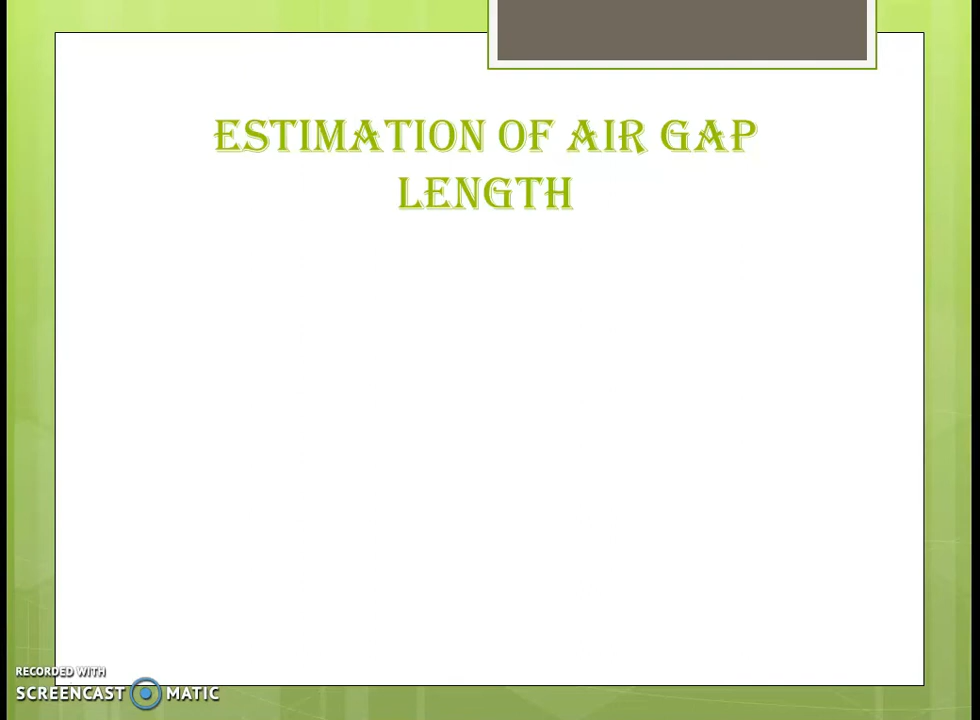 ESTIMATION OF AIR GAP
LENGTH
RECORDED WITH
SCREENCAST MATIC